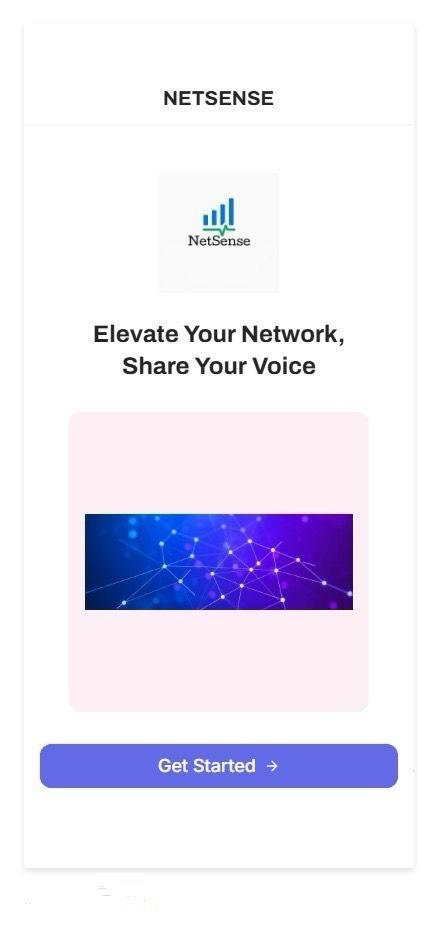 NETSENSE
NetSense
Elevate Your Network,
Share Your Voice
Get Started →